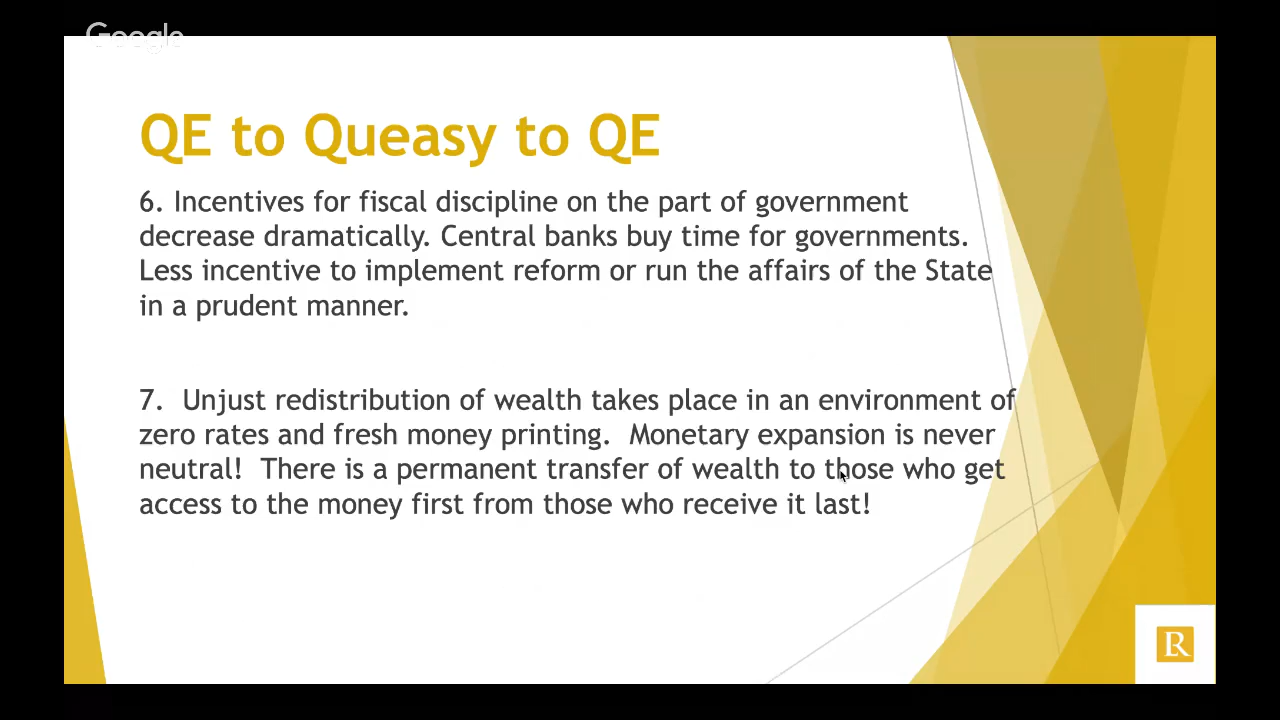 Google
QE to Queasy to QE
6. Incentives for fiscal discipline on the part of government
decrease dramatically. Central banks buy time for governments.
Less incentive to implement reform or run the affairs of the State
in a prudent manner.
7.  Unjust redistribution of wealth takes place in an environment of
zero rates and fresh money printing.  Monetary expansion is never
neutral!  There is a permanent transfer of wealth to those who get
access to the money first from those who receive it last!